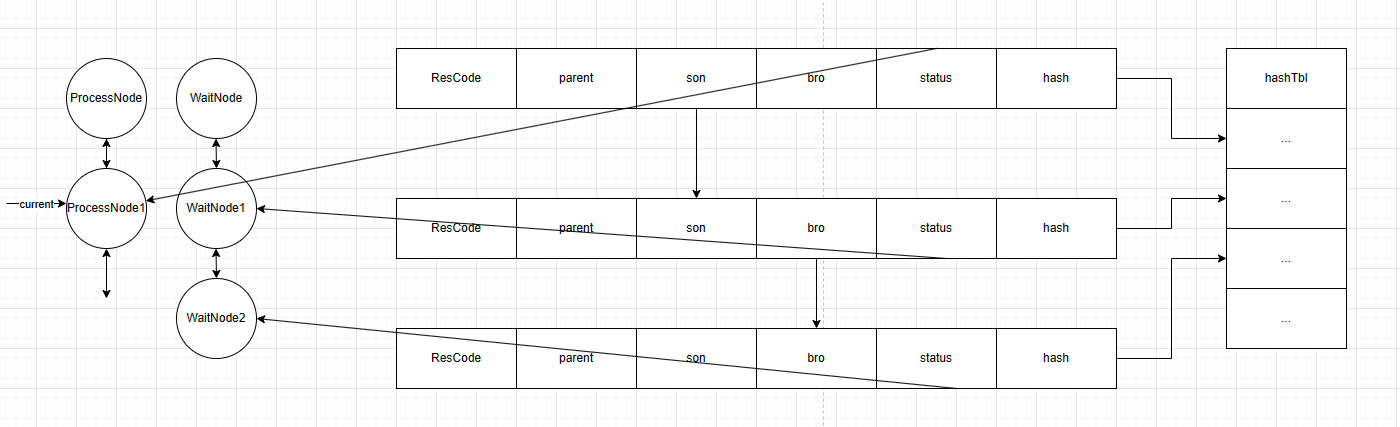 ProcessNode
WaitNode
current
ProcessNode1
WaitNode1
WaitNode2
ResCode parent son bro status hash
ResCode parent son bro status hash
ResCode parent son bro status hash
hashTbl
...
...
...
...